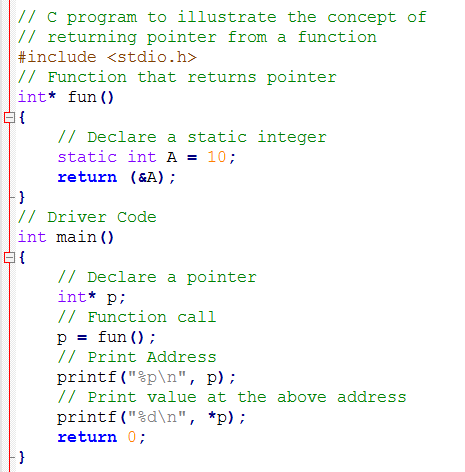 // C program to illustrate the concept of
// returning pointer from a function
#include <stdio.h>
// Function that returns pointer
int* fun()
{
// Declare a static integer
static int A = 10;
return (&A);
}
// Driver Code
int main()
{
// Declare a pointer
int* p;
// Function call
p = fun();
// Print Address
printf("%p\n", p);
// Print value at the above address
printf("%d\n", *p);
return 0;
}